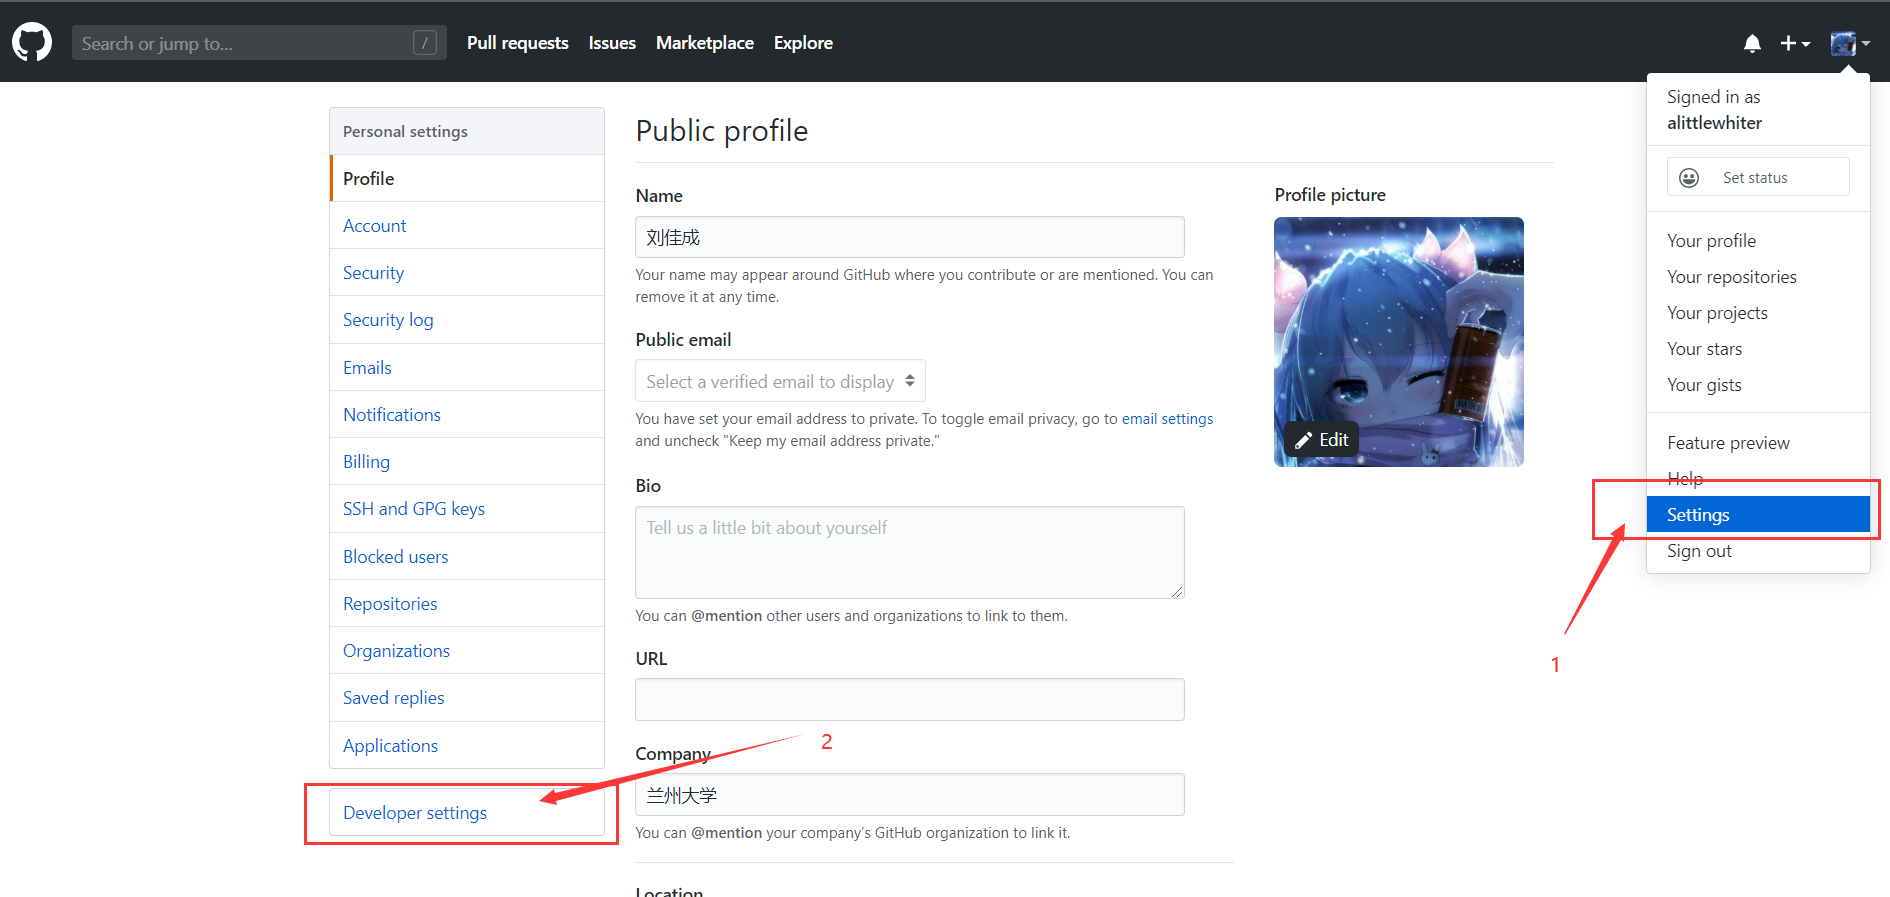 Search or jump to... /
Pull requests
Issues
Marketplace
Explore
Signed in as
alittlewhiter
Set status
Your profile
Your repositories
Your projects
Your stars
Your gists
Feature preview
Help
Settings
Sign out
1
Personal settings
Profile
Account
Security
Security log
Emails
Notifications
Billing
SSH and GPG keys
Blocked users
Repositories
Organizations
Saved replies
Applications
Developer settings
2
Public profile
Name
刘佳成
Your name may appear around GitHub where you contribute or are mentioned. You can
remove it at any time.
Public email
Select a verified email to display
You have set your email address to private. To toggle email privacy, go to email settings
and uncheck "Keep my email address private."
Bio
Tell us a little bit about yourself
You can @mention other users and organizations to link to them.
URL
Company
兰州大学
You can @mention your company's GitHub organization to link it.
Location
Profile picture
Edit